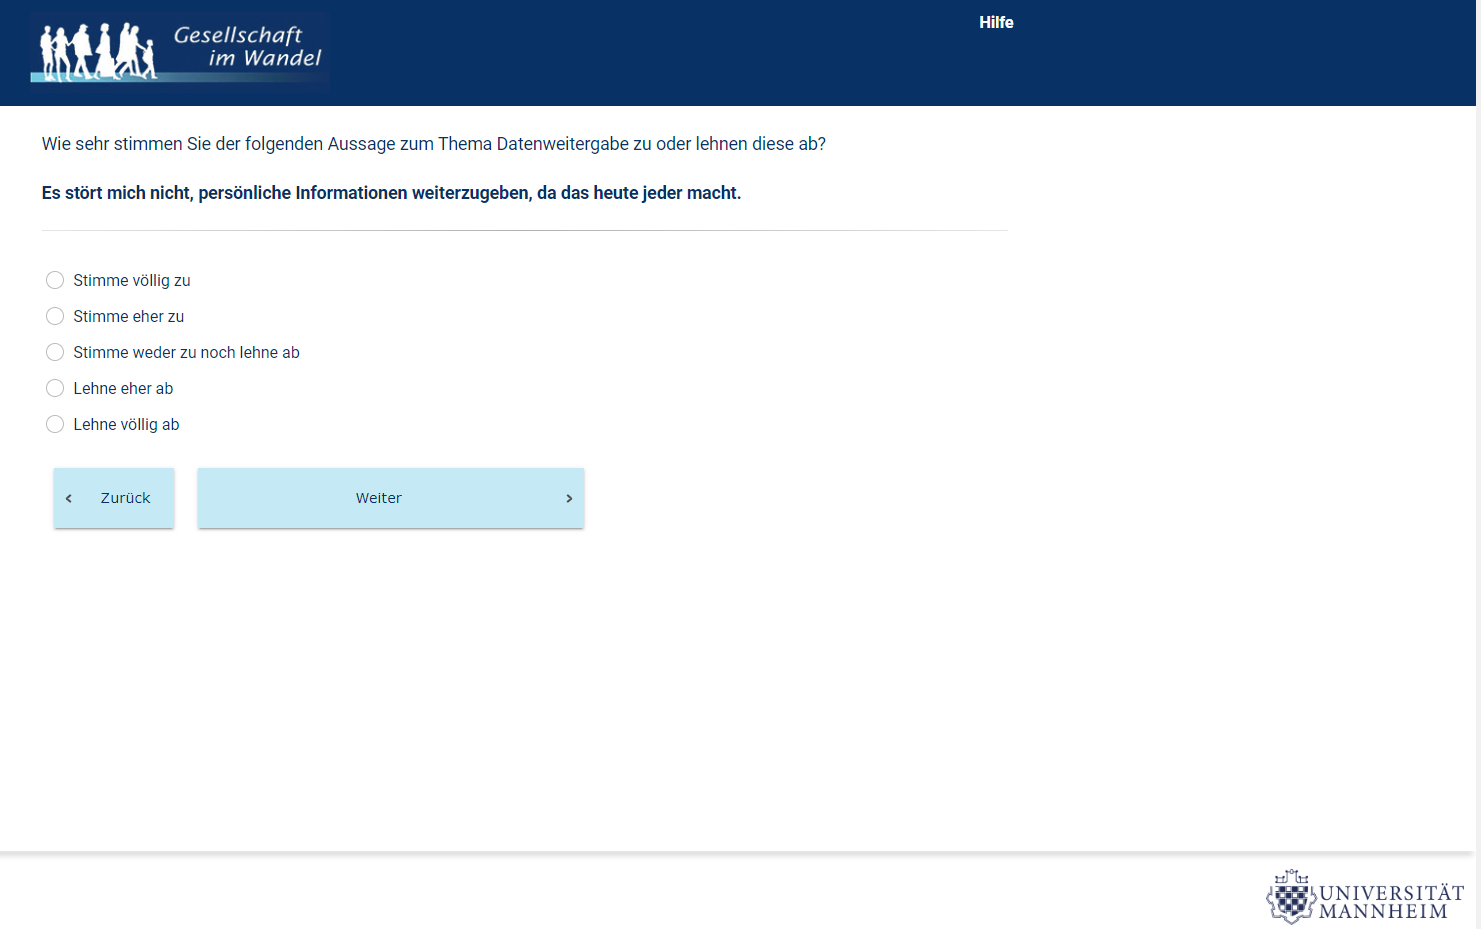 Gesellschaft
im Wandel
Hilfe
Wie sehr stimmen Sie der folgenden Aussage zum Thema Datenweitergabe zu oder lehnen diese ab?
Es stört mich nicht, persönliche Informationen weiterzugeben, da das heute jeder macht.
Stimme völlig zu
Stimme eher zu
Stimme weder zu noch lehne ab
Lehne eher ab
Lehne völlig ab
‹ Zurück
Weiter ›
UNIVERSITÄT
MANNHEIM